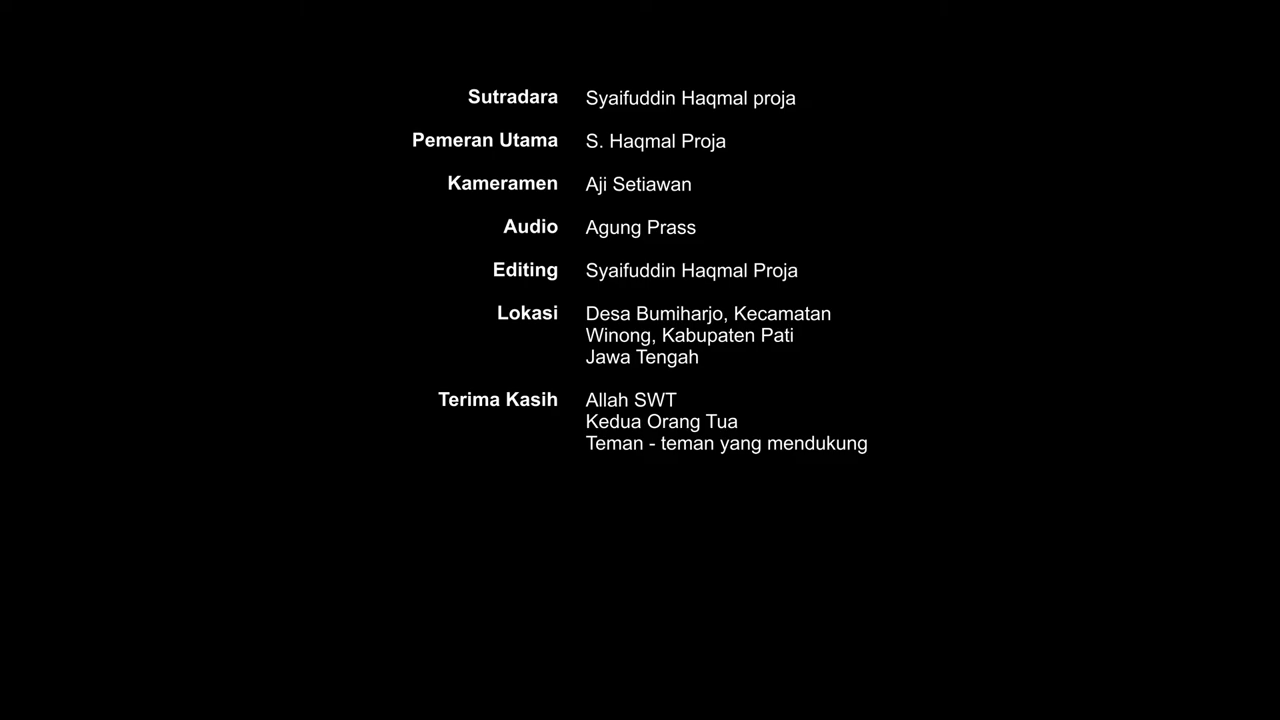 Sutradara Syaifuddin Haqmal proja
Pemeran Utama S. Haqmal Proja
Kameramen Aji Setiawan
Audio Agung Prass
Editing Syaifuddin Haqmal Proja
Lokasi Desa Bumiharjo, Kecamatan
Winong, Kabupaten Pati
Jawa Tengah
Terima Kasih Allah SWT
Kedua Orang Tua
Teman - teman yang mendukung